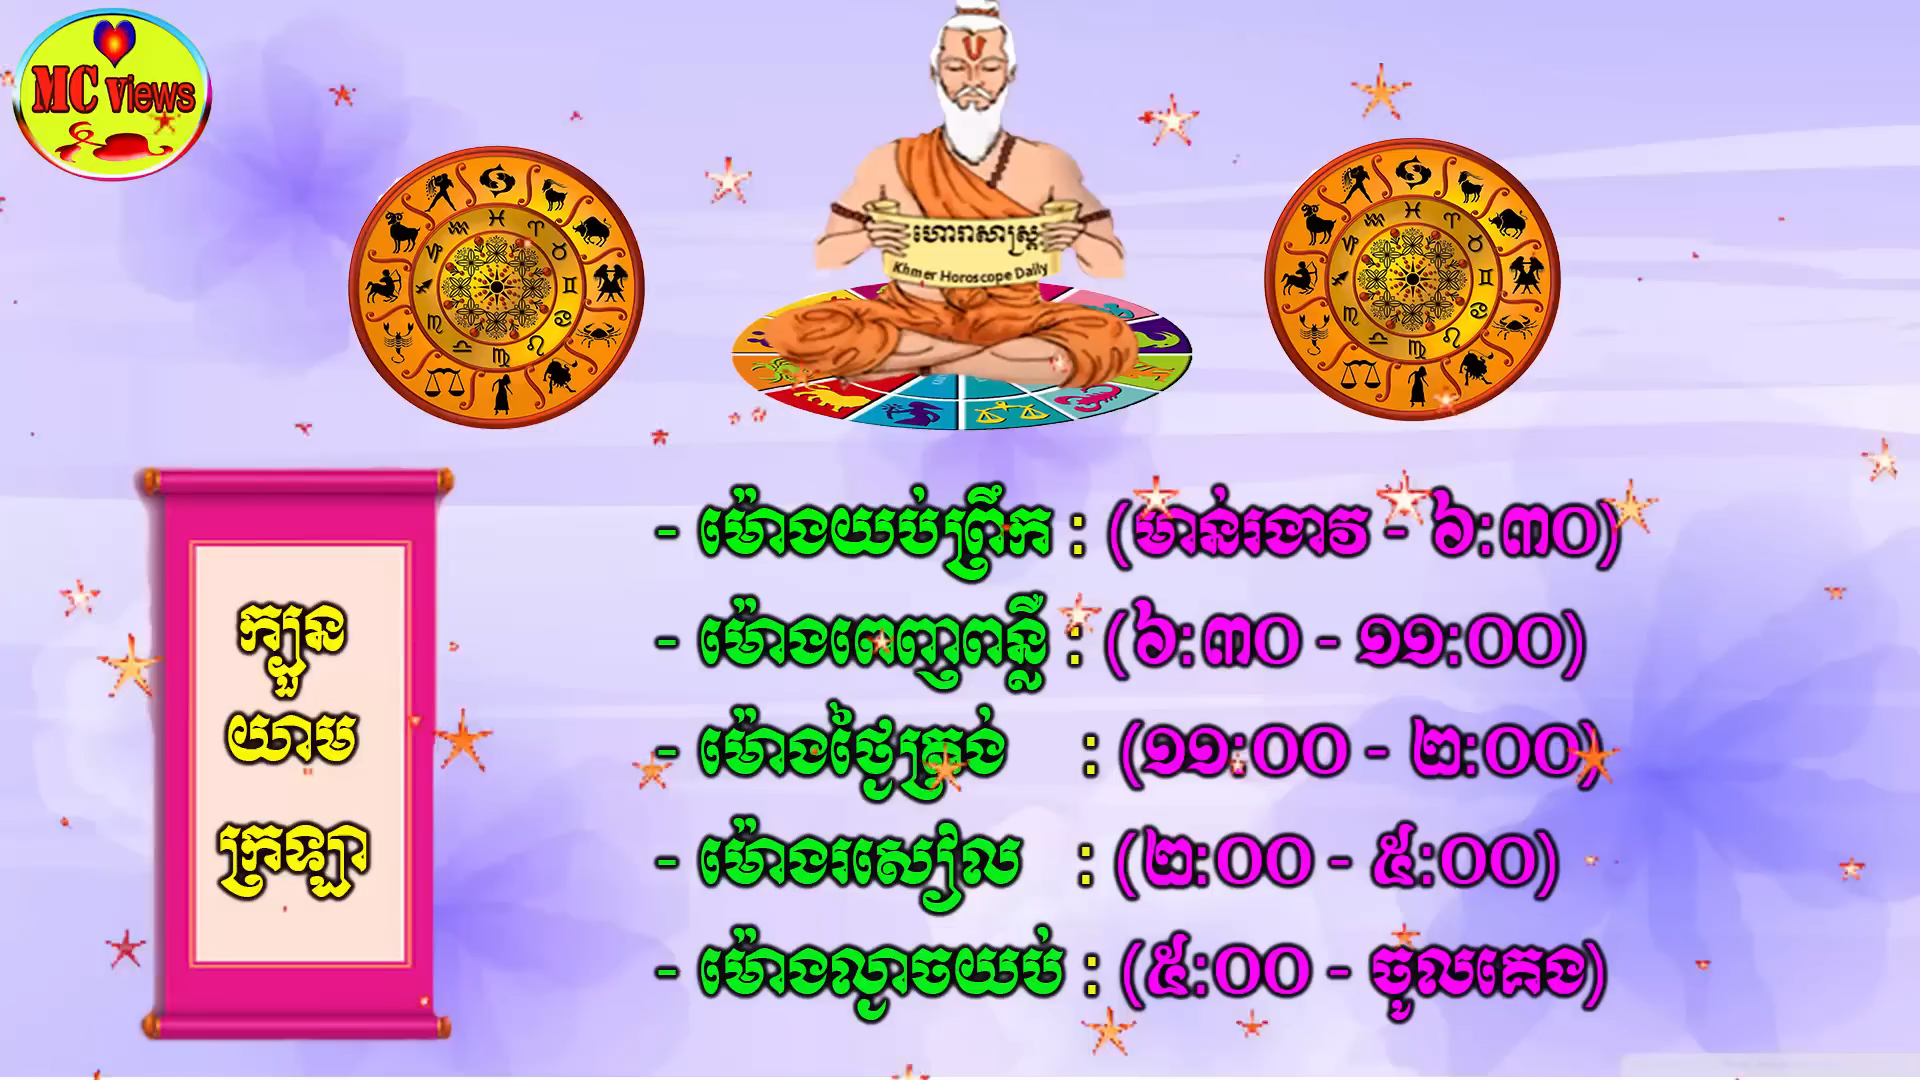 MC Views
ហោរាសាស្ត្រ
Khmer Horoscope Daily
ក្បួន
យាម
ក្រឡា
- ម៉ោងយប់ព្រឹក : (មាន់រងាវ - ៦:៣០)
- ម៉ោងពេញពន្លឺ : (៦:៣០ - ១១:០០)
- ម៉ោងថ្ងៃត្រង់ : (១១:០០ - ២:០០)
- ម៉ោងរសៀល : (២:០០ - ៥:០០)
- ម៉ោងល្ងាចយប់ : (៥:០០ - ចូលគេង)